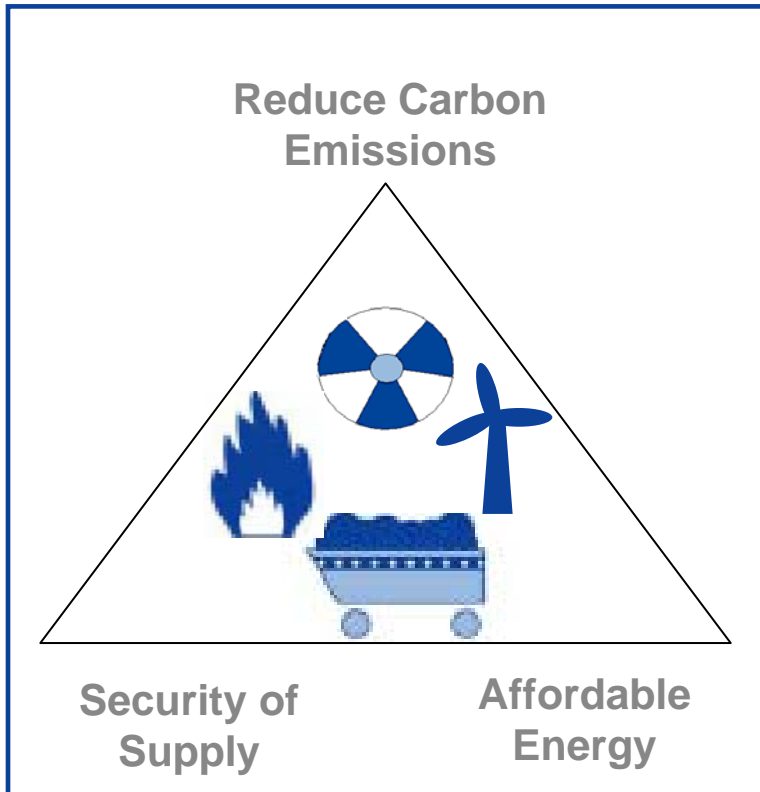 Reduce Carbon
Emissions
Security of
Supply
Affordable
Energy